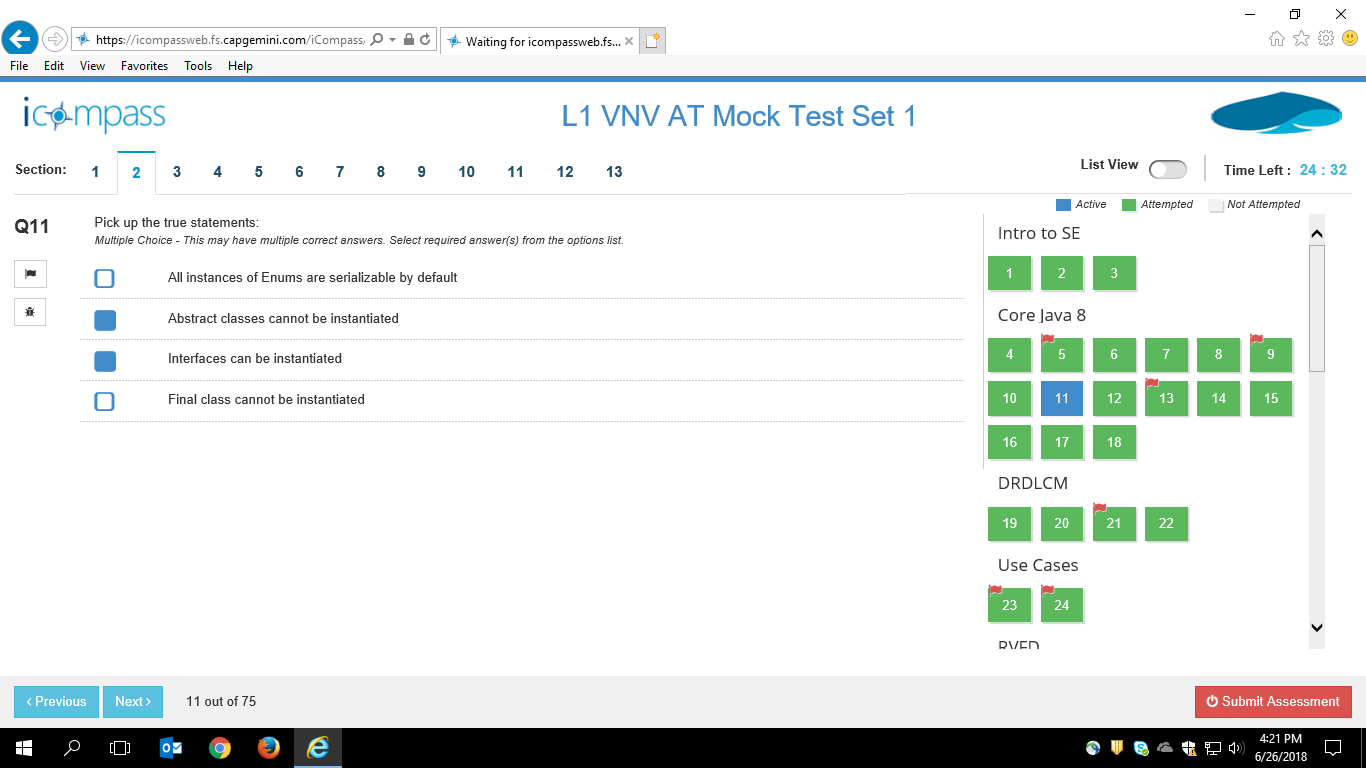 https://icompassweb.fs.capgemini.com/iCompass/
Waiting for icompassweb.fs...
File Edit View Favorites Tools Help
icompass
L1 VNV AT Mock Test Set 1
Section: 1 2 3 4 5 6 7 8 9 10 11 12 13
List View
Time Left : 24 : 32
Active Attempted Not Attempted
Q11
Pick up the true statements:
Multiple Choice - This may have multiple correct answers. Select required answer(s) from the options list.
All instances of Enums are serializable by default
Abstract classes cannot be instantiated
Interfaces can be instantiated
Final class cannot be instantiated
Intro to SE
1 2 3
Core Java 8
4 5 6 7 8 9
10 11 12 13 14 15
16 17 18
DRDLCM
19 20 21 22
Use Cases
23 24
< Previous
Next >
11 out of 75
Submit Assessment
4:21 PM
6/26/2018